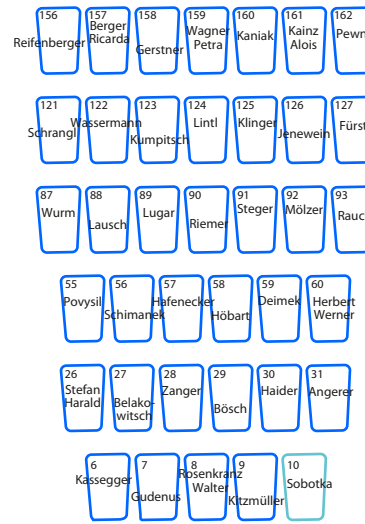 156 157 158 159 160 161 162
Reifenberger Berger Ricarda Gerstner Wagner Petra Kaniak Kainz Alois Pewn
121 122 123 124 125 126 127
Schrangl Wassermann Kumpitsch Lintl Klinger Jenewein Fürst
87 88 89 90 91 92 93
Wurm Lausch Lugar Riemer Steger Mölzer Rauc
55 56 57 58 59 60
Povysil Schimanek Hafenecker Höbart Deimek Herbert Werner
26 27 28 29 30 31
Stefan Harald Belako- witsch Zanger Bösch Haider Angerer
6 7 8 9 10
Kassegger Gudenus Rosenkranz Walter Kitzmüller Sobotka